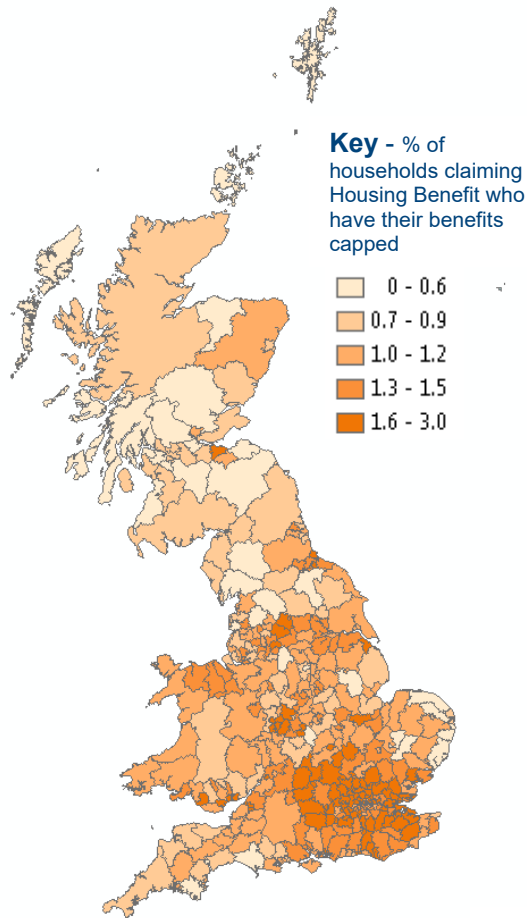 Key - % of
households claiming
Housing Benefit who
have their benefits
capped
0 - 0.6
0.7 - 0.9
1.0 - 1.2
1.3 - 1.5
1.6 - 3.0